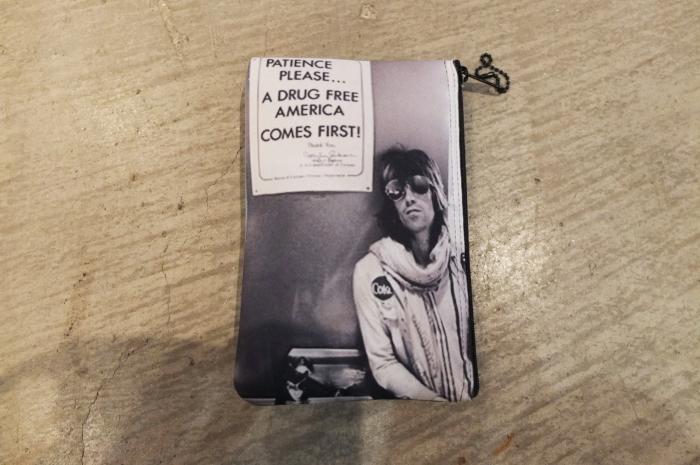 PATIENCE
PLEASE...
A DRUG FREE
AMERICA
COMES FIRST!
Thank You
Coke